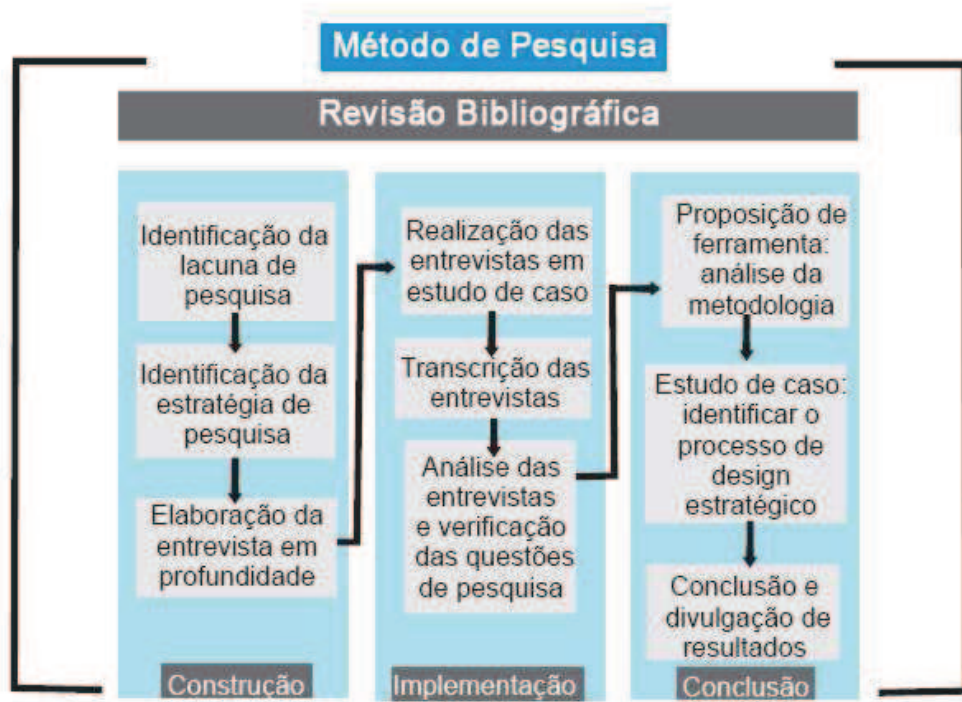 Método de Pesquisa
Revisão Bibliográfica
Identificação da
lacuna de
pesquisa
Identificação da
estratégia de
pesquisa
Elaboração da
entrevista em
profundidade
Construção
Realização das
entrevistas em
estudo de caso
Transcrição das
entrevistas
Análise das
entrevistas
e verificação
das questões
de pesquisa
Implementação
Proposição de
ferramenta:
análise da
metodologia
Estudo de caso:
identificar o
processo de
design
estratégico
Conclusão e
divulgação de
resultados
Conclusão